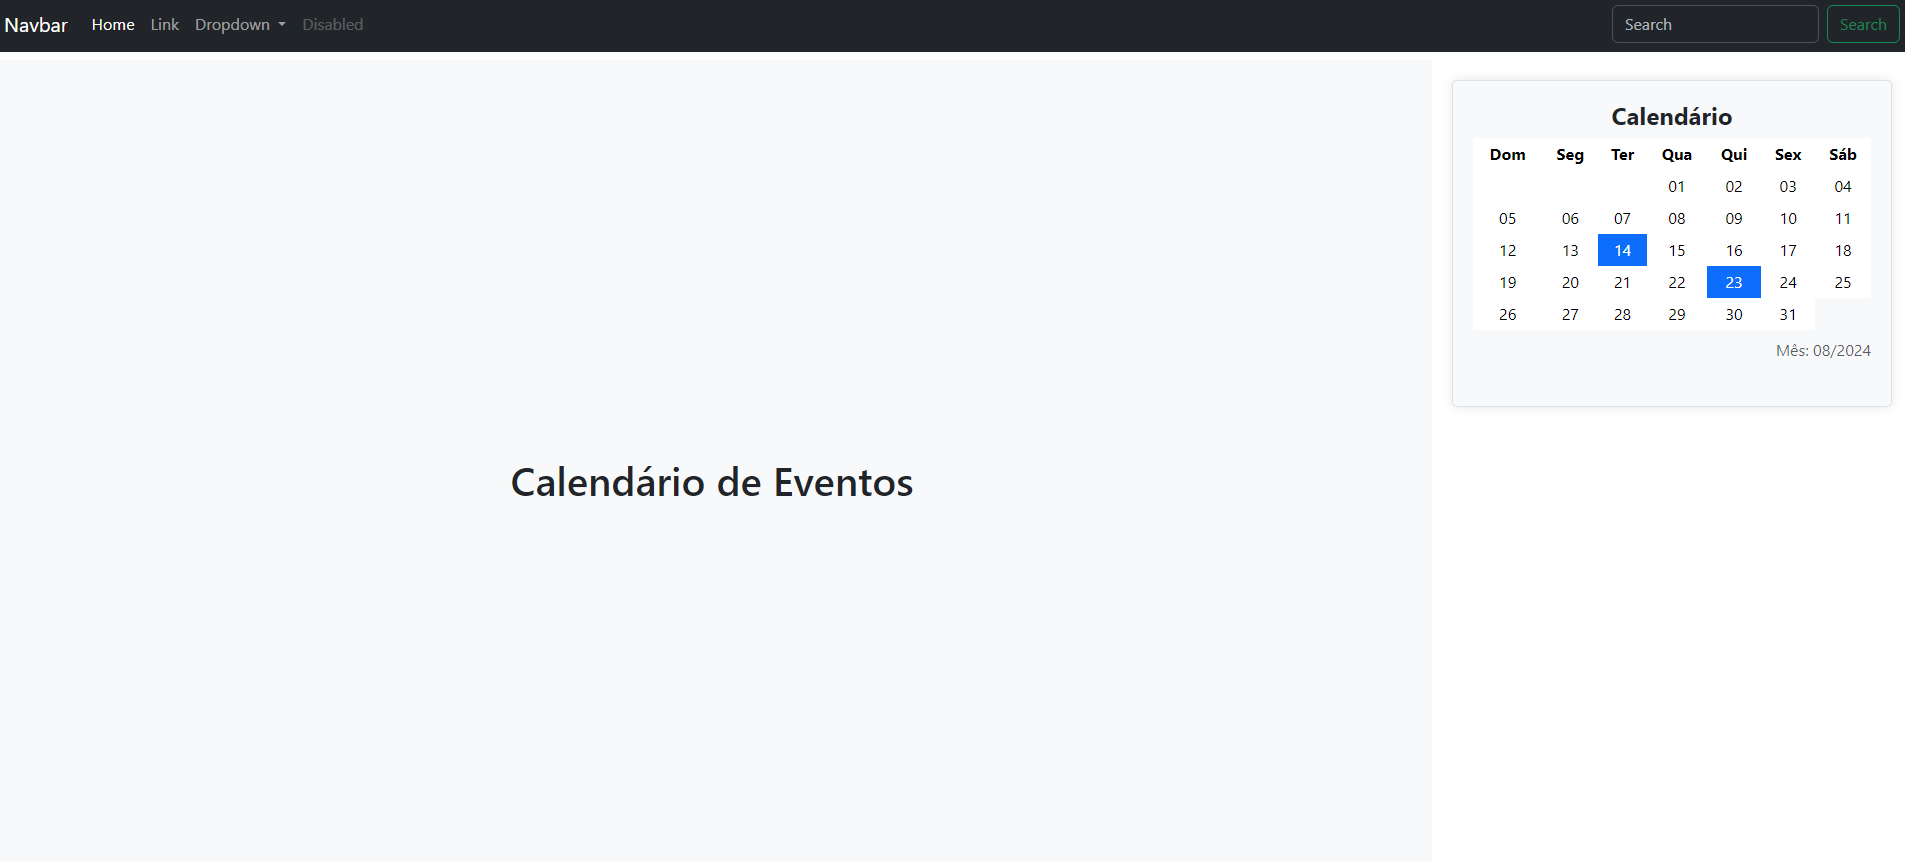 Navbar Home Link Dropdown Disabled Search Search
Calendário
Dom Seg Ter Qua Qui Sex Sáb
01 02 03 04
05 06 07 08 09 10 11
12 13 14 15 16 17 18
19 20 21 22 23 24 25
26 27 28 29 30 31
Mês: 08/2024
Calendário de Eventos